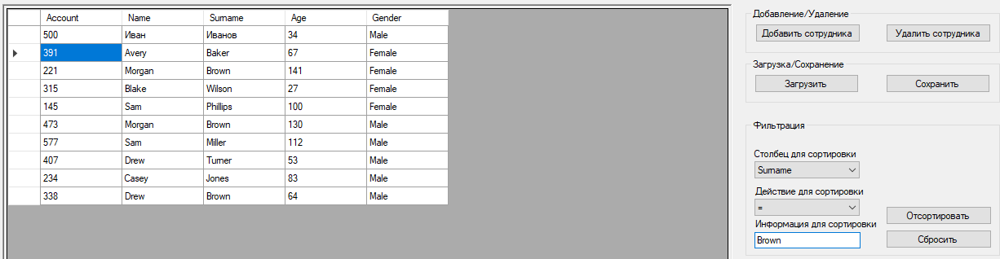 Account Name Surname Age Gender
500 Иван Иванов 34 Male
391 Avery Baker 67 Female
221 Morgan Brown 141 Female
315 Blake Wilson 27 Female
145 Sam Phillips 100 Female
473 Morgan Brown 130 Male
577 Sam Miller 112 Male
407 Drew Turner 53 Male
234 Casey Jones 83 Male
338 Drew Brown 64 Male
Добавление/Удаление
Добавить сотрудника Удалить сотрудника
Загрузка/Сохранение
Загрузить Сохранить
Фильтрация
Столбец для сортировки
Surname
Действие для сортировки
=
Информация для сортировки
Brown
Отсортировать
Сбросить